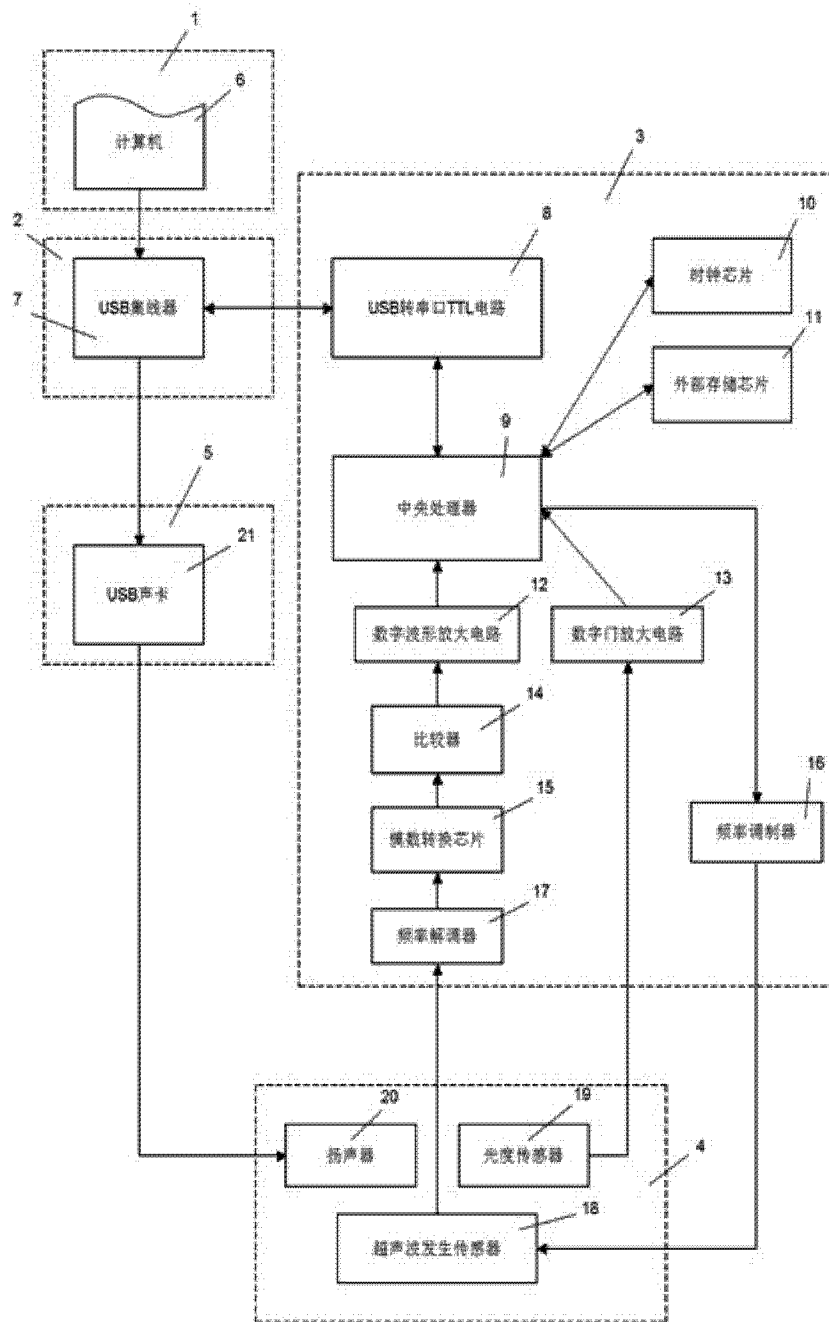 1
6
计算机
3
2
8
10
USB集线器
USB转串口TTL电路
时钟芯片
7
11
外部存储芯片
9
5
中央处理器
21
USB声卡
12
13
数字波形放大电路
数字门放大电路
14
比较器
15
16
模数转换芯片
频率调制器
17
频率解调器
20
19
扬声器
光度传感器
4
18
超声波发生传感器